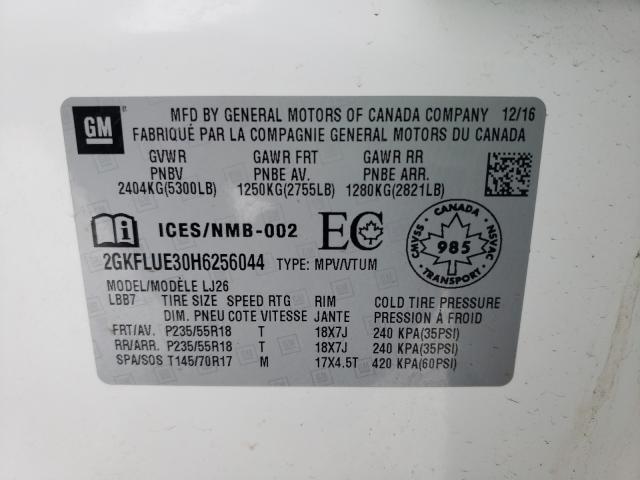 GM
MFD BY GENERAL MOTORS OF CANADA COMPANY 12/16
FABRIQUÉ PAR LA COMPAGNIE GENERAL MOTORS DU CANADA
GVWR GAWR FRT GAWR RR
PNBV PNBE AV. PNBE ARR.
2404KG(5300LB) 1250KG(2755LB) 1280KG(2821LB)
ICES/NMB-002 EC
CANADA
CMVSS 985 NSVAC
TRANSPORT
2GKFLUE30H6256044 TYPE: MPV/VTUM
MODEL/MODÈLE LJ26
LBB7 TIRE SIZE SPEED RTG RIM COLD TIRE PRESSURE
DIM. PNEU COTE VITESSE JANTE PRESSION À FROID
FRT/AV. P235/55R18 T 18X7J 240 KPA(35PSI)
RR/ARR. P235/55R18 T 18X7J 240 KPA(35PSI)
SPA/SOS T145/70R17 M 17X4.5T 420 KPA(60PSI)